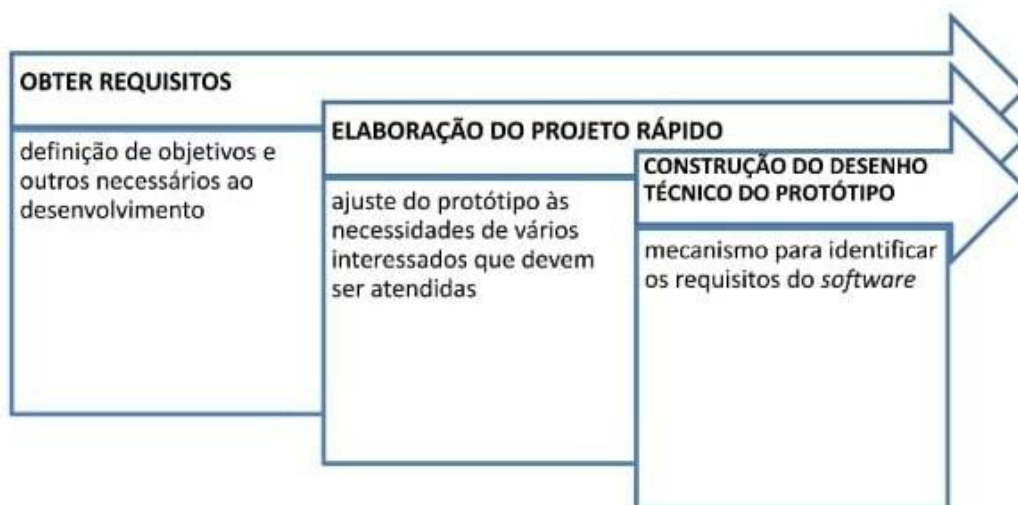 OBTER REQUISITOS
definição de objetivos e
outros necessários ao
desenvolvimento
ELABORAÇÃO DO PROJETO RÁPIDO
ajuste do protótipo às
necessidades de vários
interessados que devem
ser atendidas
CONSTRUÇÃO DO DESENHO
TÉCNICO DO PROTÓTIPO
mecanismo para identificar
os requisitos do software